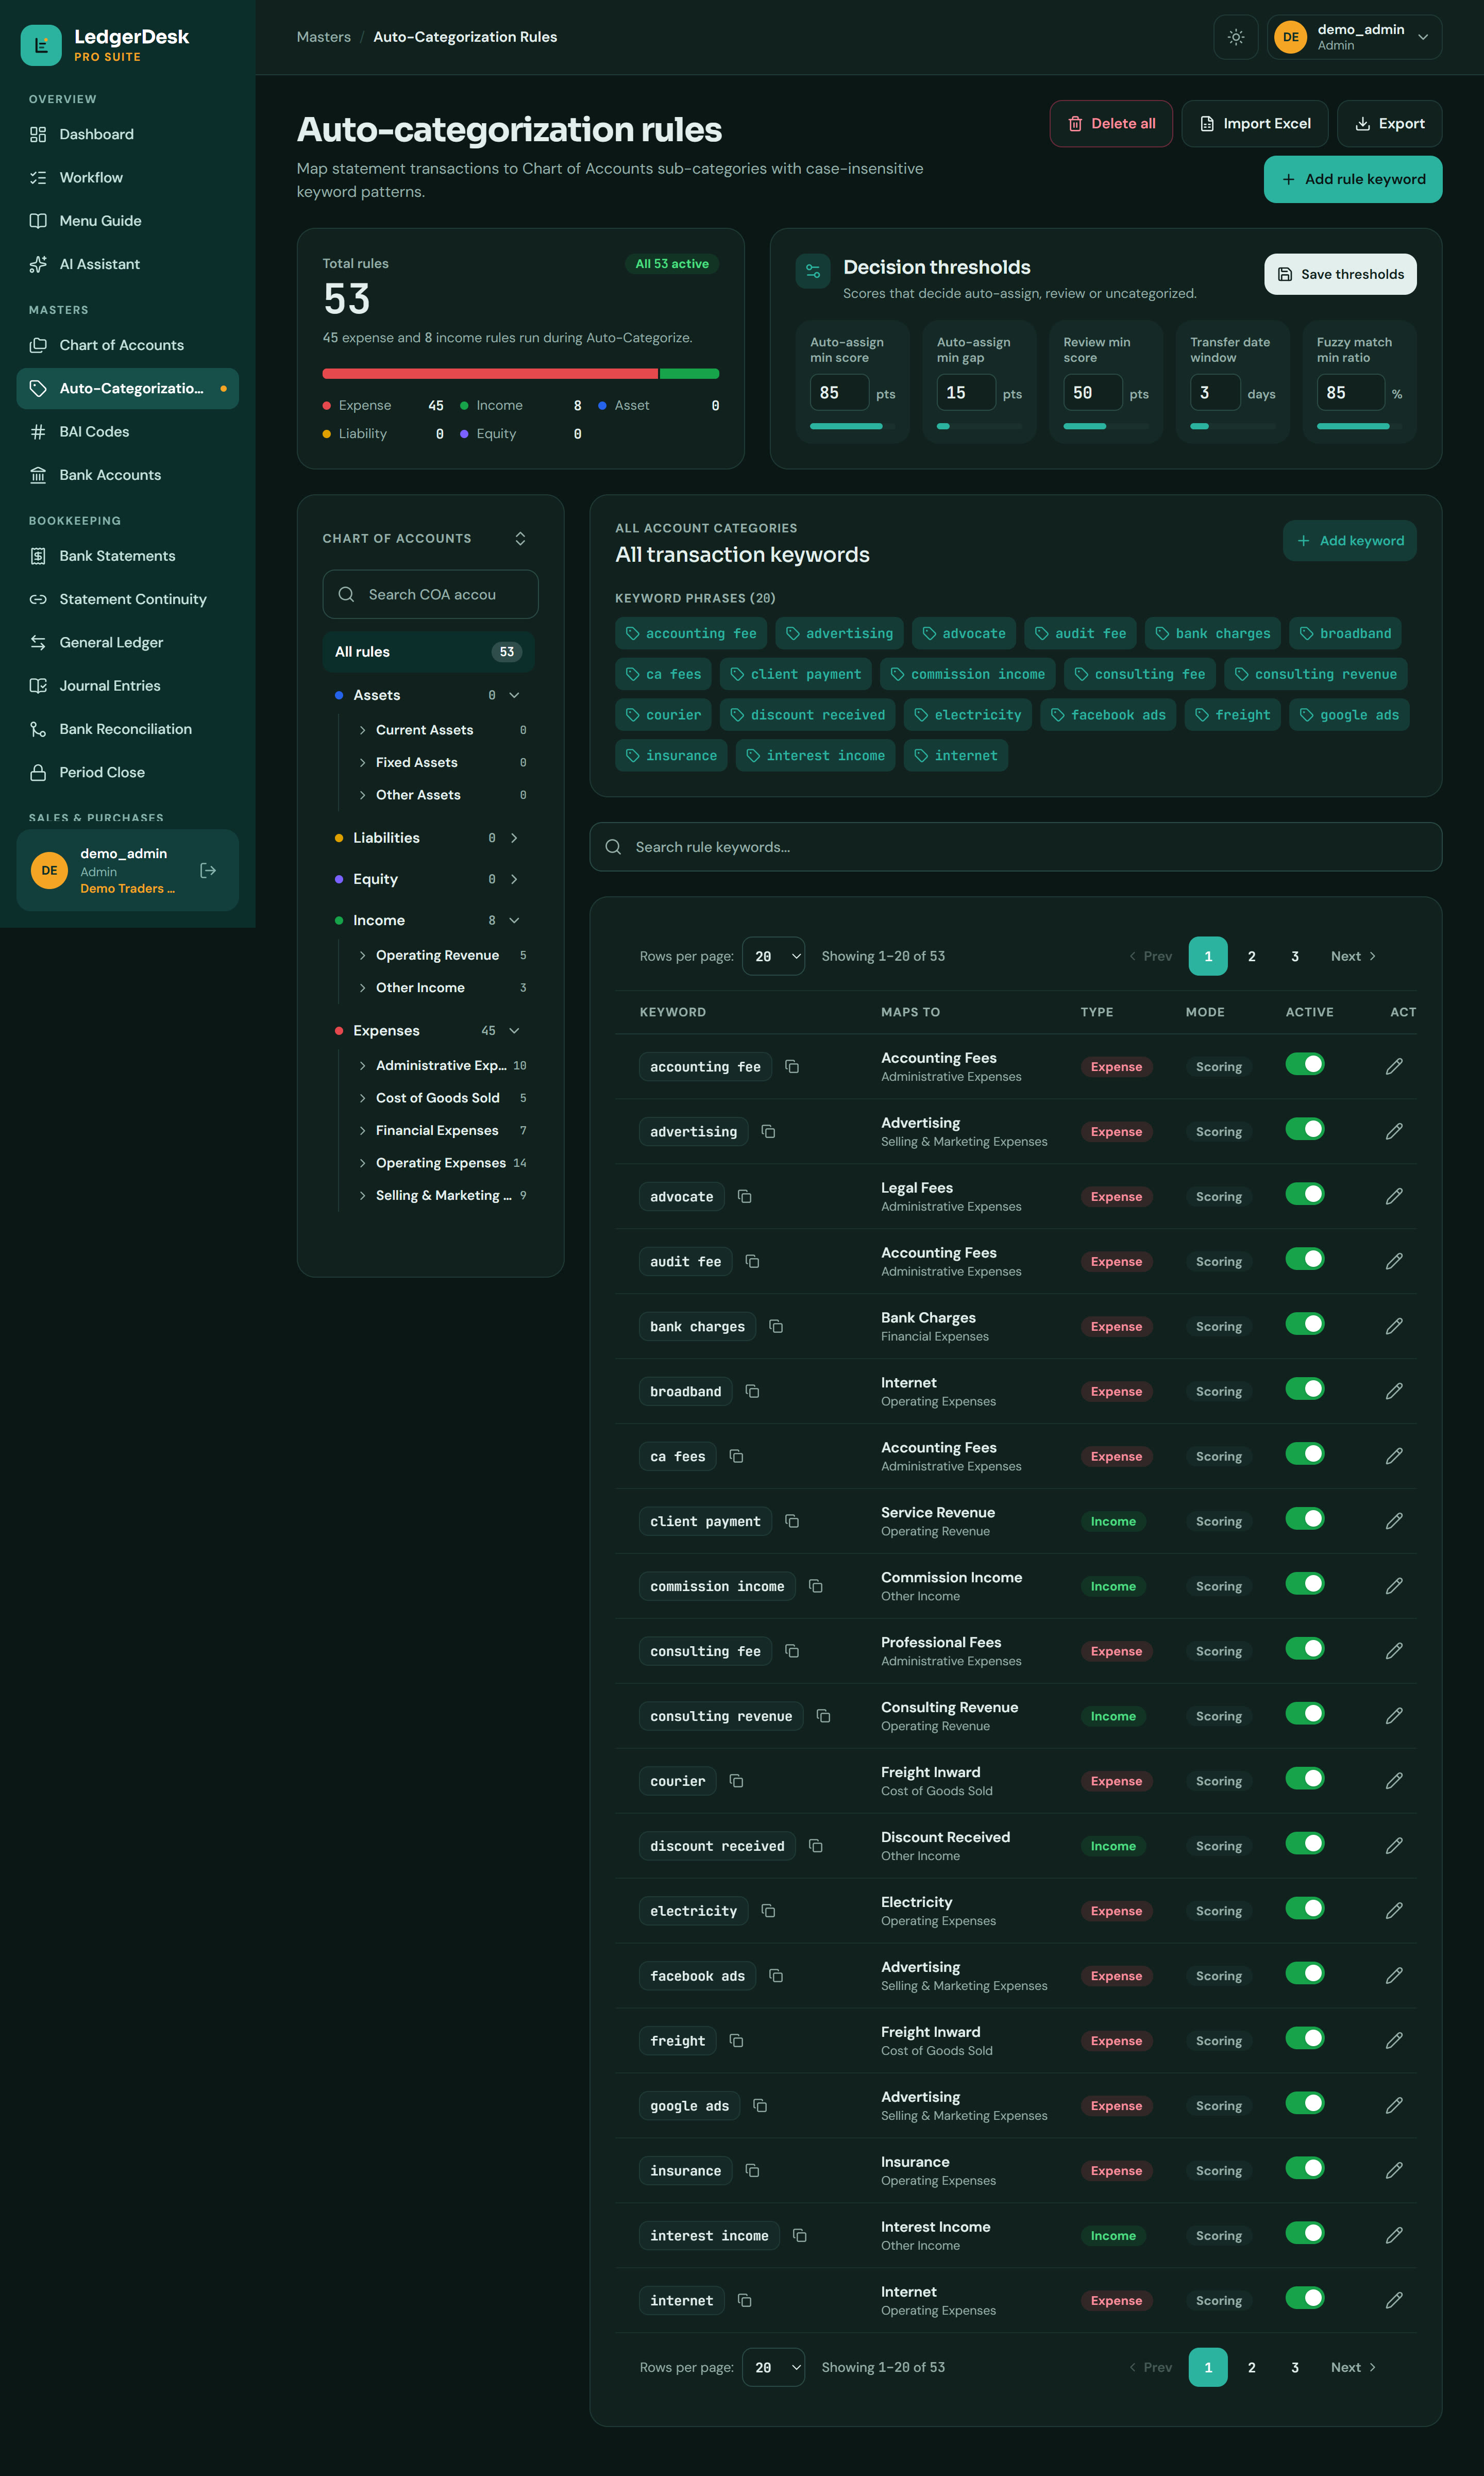 LedgerDesk
PRO SUITE
OVERVIEW
Dashboard
Workflow
Menu Guide
AI Assistant
MASTERS
Chart of Accounts
Auto-Categorizatio...
BAI Codes
Bank Accounts
BOOKKEEPING
Bank Statements
Statement Continuity
General Ledger
Journal Entries
Bank Reconciliation
Period Close
SALES & PURCHASES
DE
demo_admin
Admin
Demo Traders ...
Masters / Auto-Categorization Rules
DE
demo_admin
Admin
Auto-categorization rules
Map statement transactions to Chart of Accounts sub-categories with case-insensitive
keyword patterns.
Delete all
Import Excel
Export
Add rule keyword
Total rules
All 53 active
53
45 expense and 8 income rules run during Auto-Categorize.
Expense 45 Income 8 Asset 0
Liability 0 Equity 0
Decision thresholds
Scores that decide auto-assign, review or uncategorized.
Save thresholds
Auto-assign
min score
85 pts
Auto-assign
min gap
15 pts
Review min
score
50 pts
Transfer date
window
3 days
Fuzzy match
min ratio
85 %
CHART OF ACCOUNTS
Search COA accou
All rules 53
Assets 0
Current Assets 0
Fixed Assets 0
Other Assets 0
Liabilities 0
Equity 0
Income 8
Operating Revenue 5
Other Income 3
Expenses 45
Administrative Exp... 10
Cost of Goods Sold 5
Financial Expenses 7
Operating Expenses 14
Selling & Marketing ... 9
ALL ACCOUNT CATEGORIES
All transaction keywords
Add keyword
KEYWORD PHRASES (20)
accounting fee advertising advocate audit fee bank charges broadband
ca fees client payment commission income consulting fee consulting revenue
courier discount received electricity facebook ads freight google ads
insurance interest income internet
Search rule keywords...
Rows per page: 20 Showing 1-20 of 53 Prev 1 2 3 Next
KEYWORD MAPS TO TYPE MODE ACTIVE ACT
accounting fee Accounting Fees Expense Scoring
Administrative Expenses
advertising Advertising Expense Scoring
Selling & Marketing Expenses
advocate Legal Fees Expense Scoring
Administrative Expenses
audit fee Accounting Fees Expense Scoring
Administrative Expenses
bank charges Bank Charges Expense Scoring
Financial Expenses
broadband Internet Expense Scoring
Operating Expenses
ca fees Accounting Fees Expense Scoring
Administrative Expenses
client payment Service Revenue Income Scoring
Operating Revenue
commission income Commission Income Income Scoring
Other Income
consulting fee Professional Fees Expense Scoring
Administrative Expenses
consulting revenue Consulting Revenue Income Scoring
Operating Revenue
courier Freight Inward Expense Scoring
Cost of Goods Sold
discount received Discount Received Income Scoring
Other Income
electricity Electricity Expense Scoring
Operating Expenses
facebook ads Advertising Expense Scoring
Selling & Marketing Expenses
freight Freight Inward Expense Scoring
Cost of Goods Sold
google ads Advertising Expense Scoring
Selling & Marketing Expenses
insurance Insurance Expense Scoring
Operating Expenses
interest income Interest Income Income Scoring
Other Income
internet Internet Expense Scoring
Operating Expenses
Rows per page: 20 Showing 1-20 of 53 Prev 1 2 3 Next